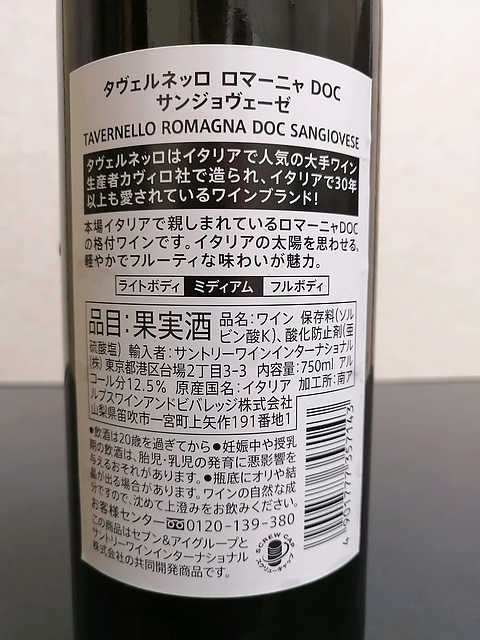 タヴェルネッロ ロマーニャ DOC
サンジョヴェーゼ
TAVERNELLO ROMAGNA DOC SANGIOVESE
タヴェルネッロはイタリアで人気の大手ワイン
生産者カヴィロ社で造られ、イタリアで30年
以上も愛されているワインブランド!
本場イタリアで親しまれているロマーニャDOC
の格付ワインです。イタリアの太陽を思わせる、
軽やかでフルーティな味わいが魅力。
ライトボディ ミディアム フルボディ
品目:果実酒 品名:ワイン 保存料(ソル
ビン酸K)、酸化防止剤(亜
硫酸塩) 輸入者:サントリーワインインターナショナル
(株) 東京都港区台場2丁目3-3 内容量:750ml アル
コール分12.5% 原産国名:イタリア 加工所:南ア
ルプスワインアンドビバレッジ株式会社
山梨県笛吹市一宮町上矢作191番地1
●飲酒は20歳を過ぎてから●妊娠中や授乳
期の飲酒は、胎児・乳児の発育に悪影響を
与えるおそれがあります。●瓶底にオリや結
晶が出る場合があります。ワインの自然な成
分ですので、沈めて上澄みをお飲みください。
お客様センター 0120-139-380
この商品はセブン&アイグループと
サントリーワインインターナショナル
株式会社の共同開発商品です。
SCREW CAP
スクリューキャップ
4 901777 357143